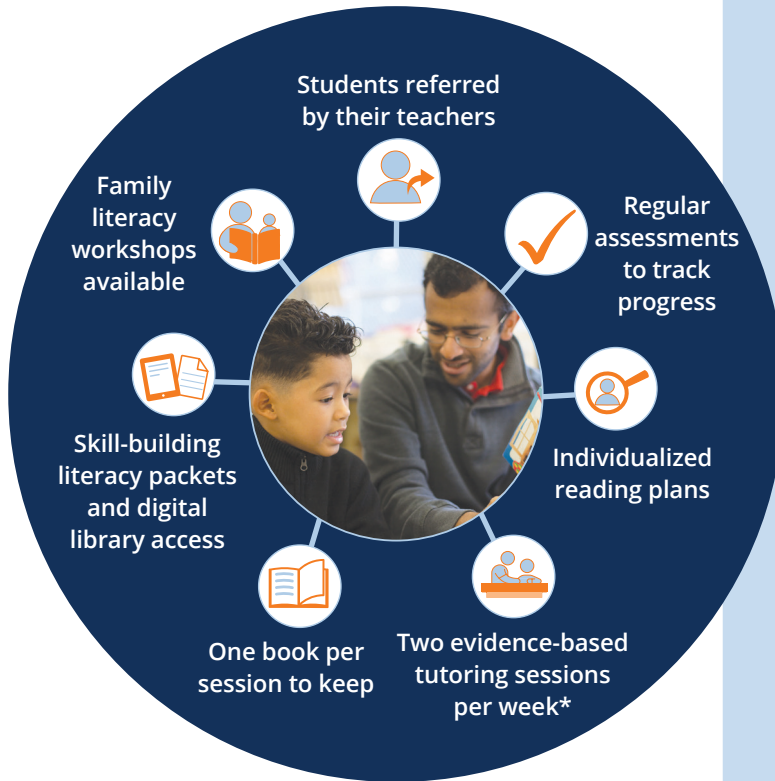 Students referred
by their teachers
Regular
assessments
to track
progress
Individualized
reading plans
Two evidence-based
tutoring sessions
per week*
One book per
session to keep
Skill-building
literacy packets
and digital
library access
Family
literacy
workshops
available